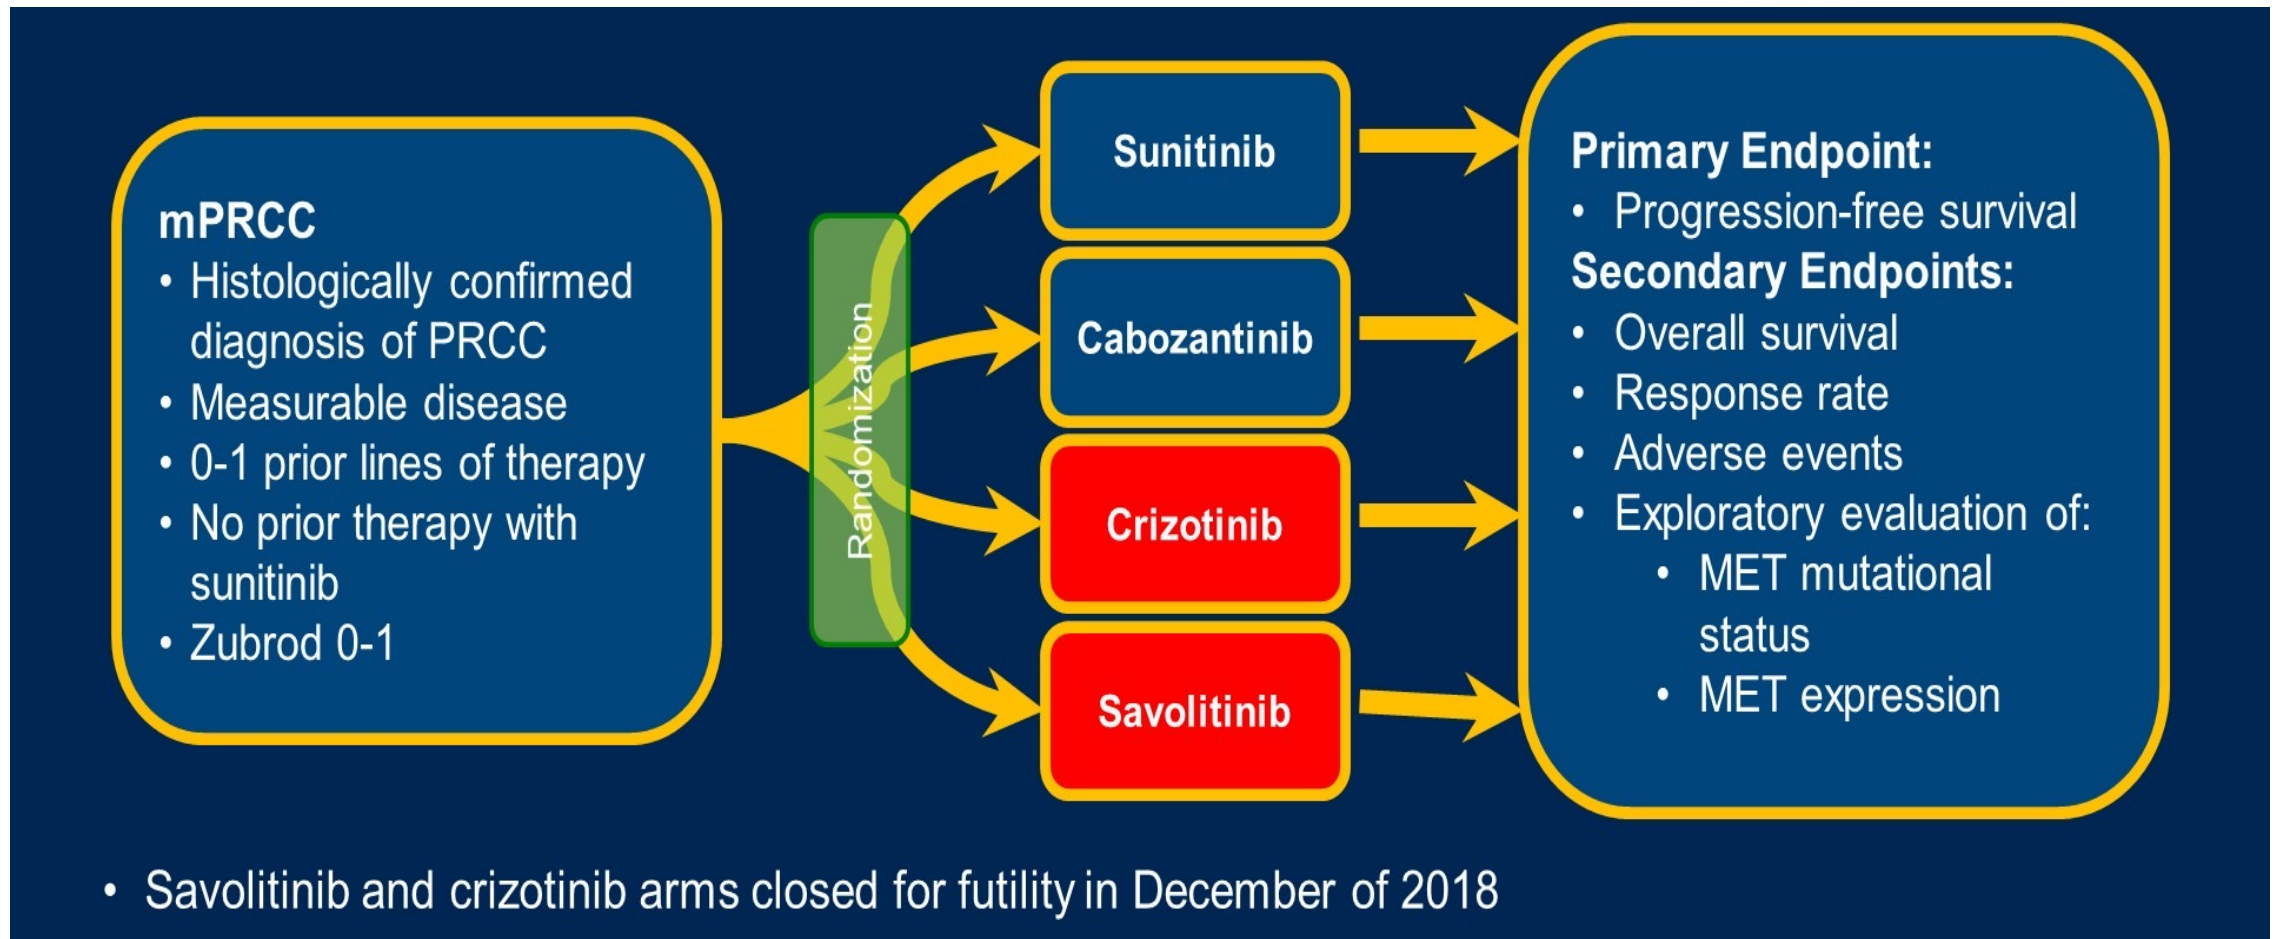 mPRCC
• Histologically confirmed
diagnosis of PRCC
• Measurable disease
• 0-1 prior lines of therapy
• No prior therapy with
sunitinib
• Zubrod 0-1
Randomization
Sunitinib
Cabozantinib
Crizotinib
Savolitinib
Primary Endpoint:
• Progression-free survival
Secondary Endpoints:
• Overall survival
• Response rate
• Adverse events
• Exploratory evaluation of:
• MET mutational
status
• MET expression
• Savolitinib and crizotinib arms closed for futility in December of 2018